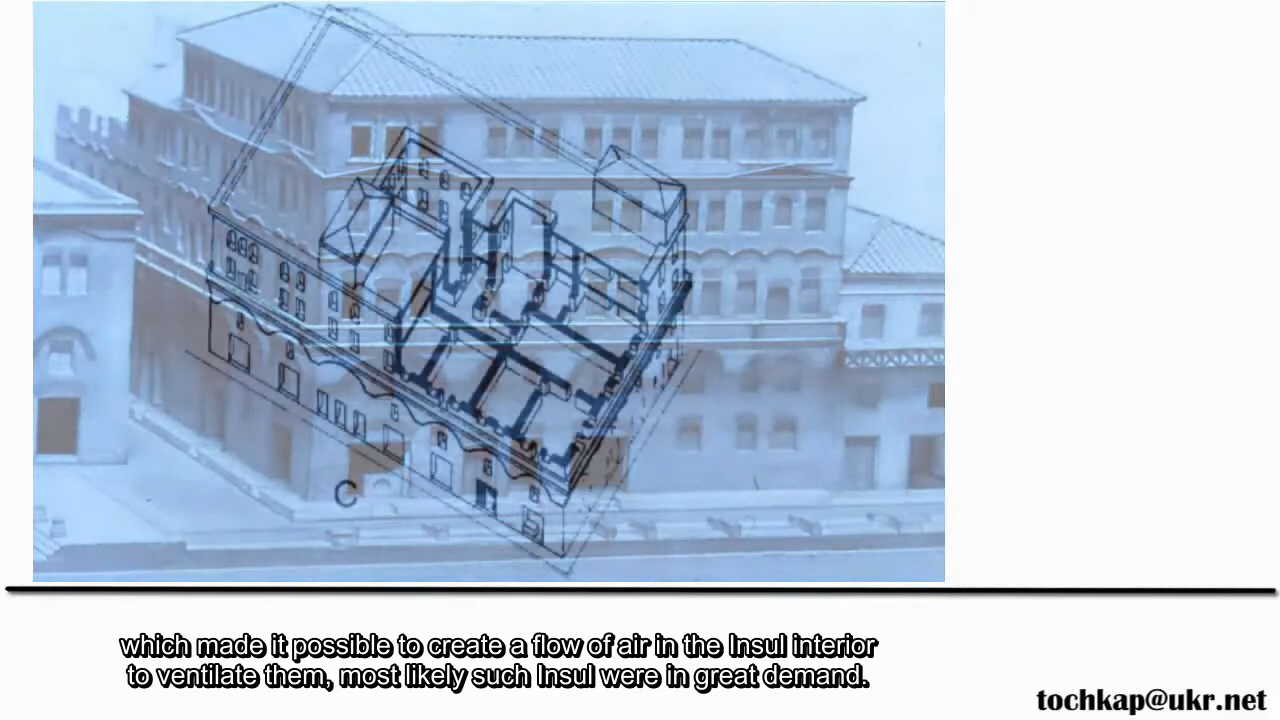 C
which made it possible to create a flow of air in the Insul interior
to ventilate them, most likely such Insul were in great demand.
tochkap@ukr.net